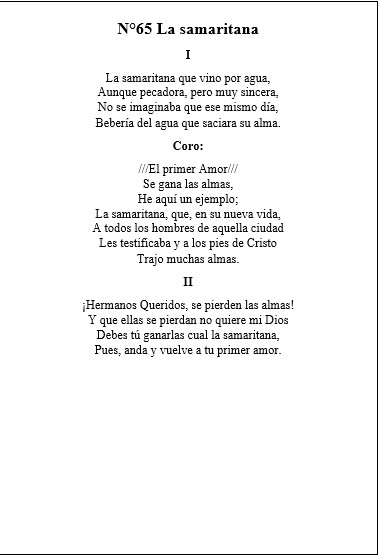 N°65 La samaritana
I
La samaritana que vino por agua,
Aunque pecadora, pero muy sincera,
No se imaginaba que ese mismo día,
Bebería del agua que saciara su alma.
Coro:
///El primer Amor///
Se gana las almas,
He aquí un ejemplo;
La samaritana, que, en su nueva vida,
A todos los hombres de aquella ciudad
Les testificaba y a los pies de Cristo
Trajo muchas almas.
II
¡Hermanos Queridos, se pierden las almas!
Y que ellas se pierdan no quiere mi Dios
Debes tú ganarlas cual la samaritana,
Pues, anda y vuelve a tu primer amor.